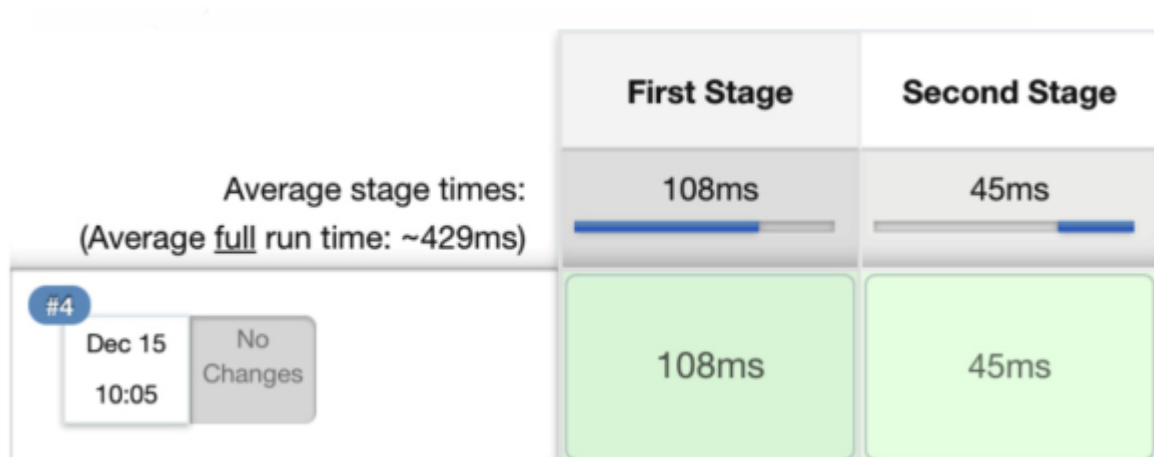 First Stage
Second Stage
Average stage times:
108ms
45ms
(Average full run time: ~429ms)
#4
Dec 15
No
Changes
10:05
108ms
45ms